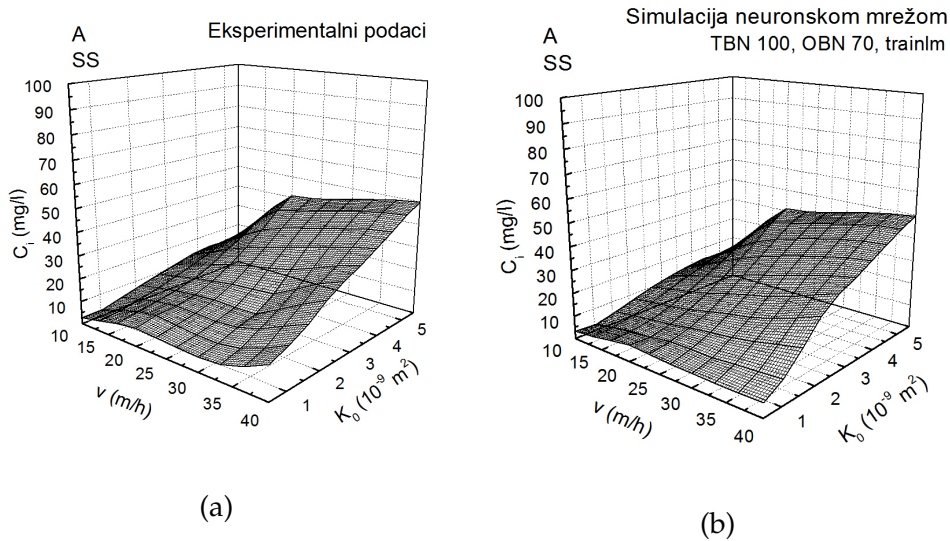 A
SS
Eksperimentalni podaci
100
90
80
70
60
50
40
30
20
10
C_i (mg/l)
10
15
20
25
30
35
40
v (m/h)
1
2
3
4
5
K_0 (10^-9 m^2)
(a)
A
SS
Simulacija neuronskom mrežom
TBN 100, OBN 70, trainlm
100
90
80
70
60
50
40
30
20
10
C_i (mg/l)
10
15
20
25
30
35
40
v (m/h)
1
2
3
4
5
K_0 (10^-9 m^2)
(b)